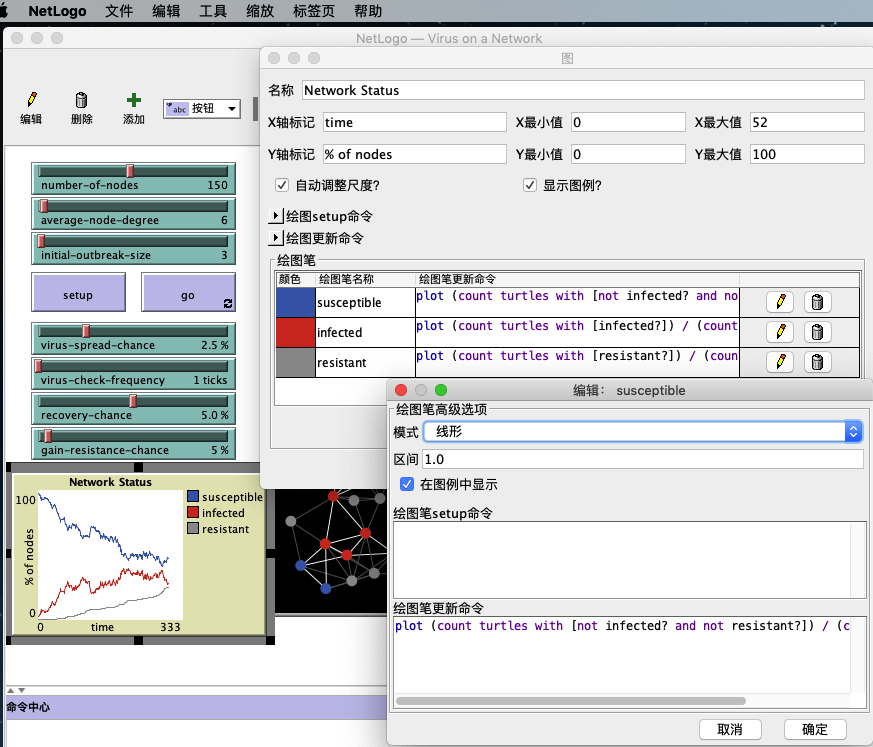 NetLogo 文件 编辑 工具 缩放 标签页 帮助
NetLogo — Virus on a Network
图
编辑 删除 添加 abc 按钮
名称 Network Status
X轴标记 time X最小值 0 X最大值 52
Y轴标记 % of nodes Y最小值 0 Y最大值 100
自动调整尺度? 显示图例?
绘图setup命令
绘图更新命令
绘图笔
颜色 绘图笔名称 绘图笔更新命令
susceptible plot (count turtles with [not infected? and no
infected plot (count turtles with [infected?]) / (count
resistant plot (count turtles with [resistant?]) / (coun
number-of-nodes 150
average-node-degree 6
initial-outbreak-size 3
setup go
virus-spread-chance 2.5 %
virus-check-frequency 1 ticks
recovery-chance 5.0 %
gain-resistance-chance 5 %
Network Status
100
% of nodes
0
0 time 333
susceptible
infected
resistant
编辑: susceptible
绘图笔高级选项
模式 线形
区间 1.0
在图例中显示
绘图笔setup命令
绘图笔更新命令
plot (count turtles with [not infected? and not resistant?]) / (c
取消 确定
命令中心